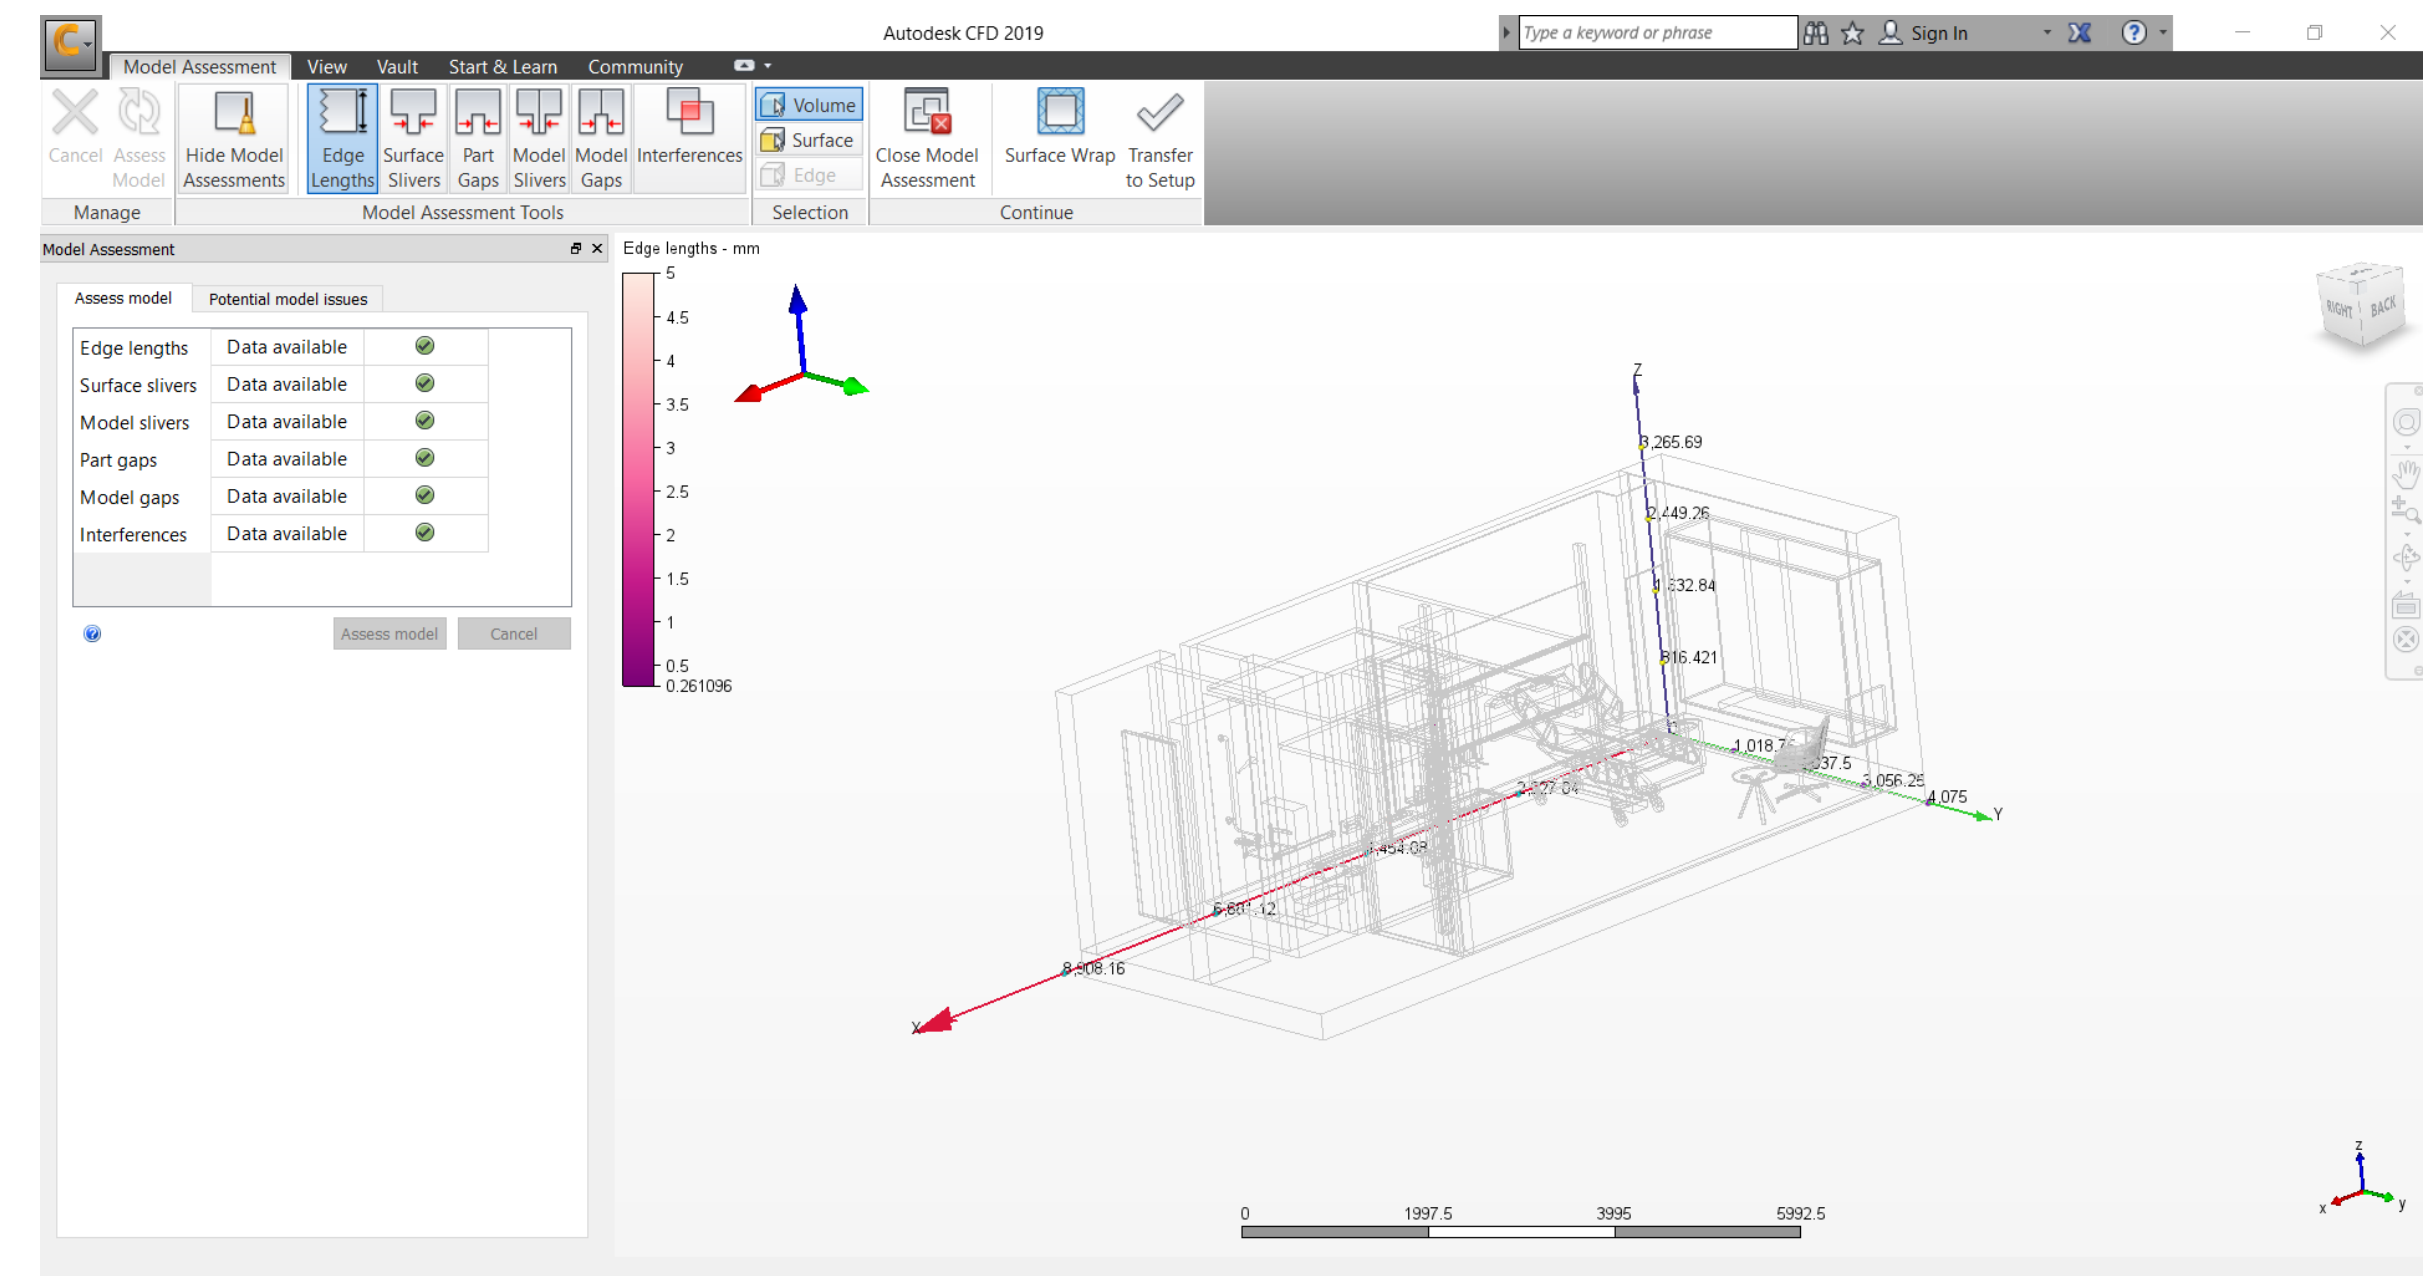 Autodesk CFD 2019
Type a keyword or phrase
Sign In
Model Assessment View Vault Start & Learn Community
Cancel
Assess Model
Hide Model Assessments
Edge Lengths
Surface Slivers
Part Gaps
Model Slivers
Model Gaps
Interferences
Volume
Surface
Edge
Close Model Assessment
Surface Wrap
Transfer to Setup
Manage
Model Assessment Tools
Selection
Continue
Model Assessment
Assess model
Potential model issues
Edge lengths Data available
Surface slivers Data available
Model slivers Data available
Part gaps Data available
Model gaps Data available
Interferences Data available
Assess model
Cancel
Edge lengths - mm
5
4.5
4
3.5
3
2.5
2
1.5
1
0.5
0.261096
RIGHT
BACK
Z
3,265.69
2,449.26
816.421
3,056.25
4,075
Y
8,908.16
X
0 1997.5 3995 5992.5
z
x
y